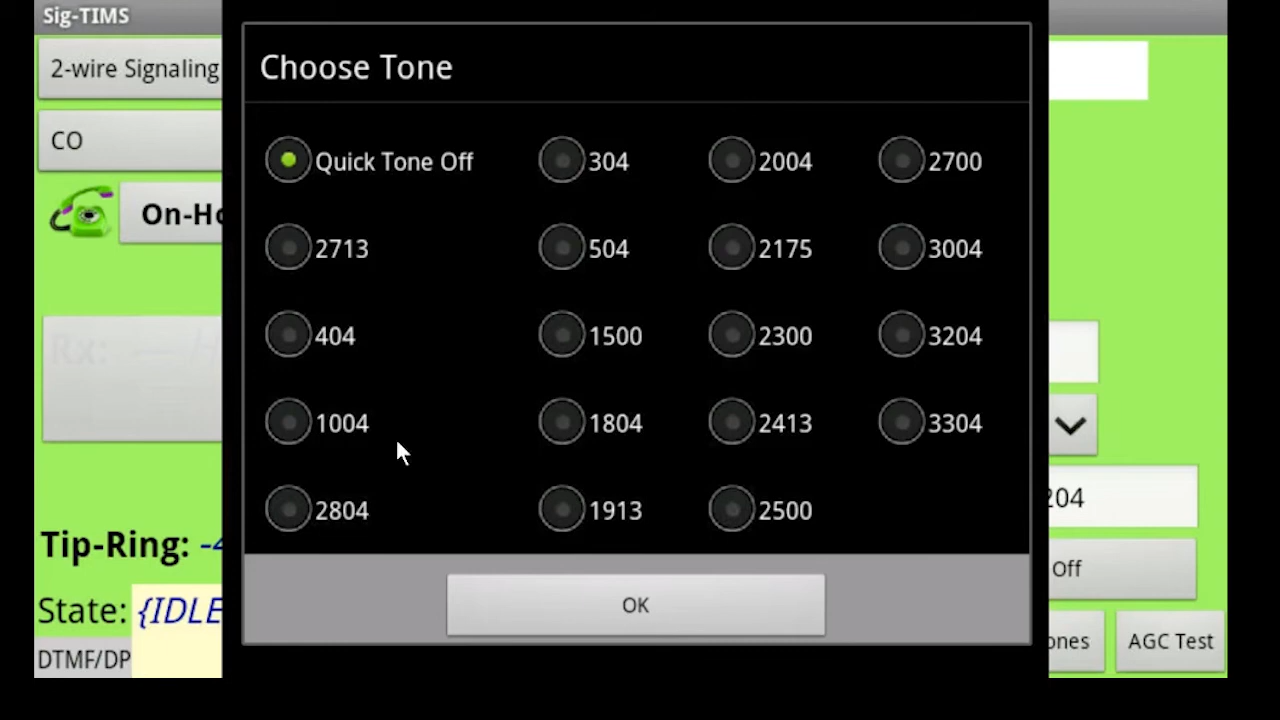 Sig-TIMS
2-wire Signaling
CO
On-Ho
Rx:
Tip-Ring: -4
State: {IDLE
DTMF/DP
Choose Tone
Quick Tone Off
304
2004
2700
2713
504
2175
3004
404
1500
2300
3204
1004
1804
2413
3304
2804
1913
2500
OK
204
Off
ones
AGC Test